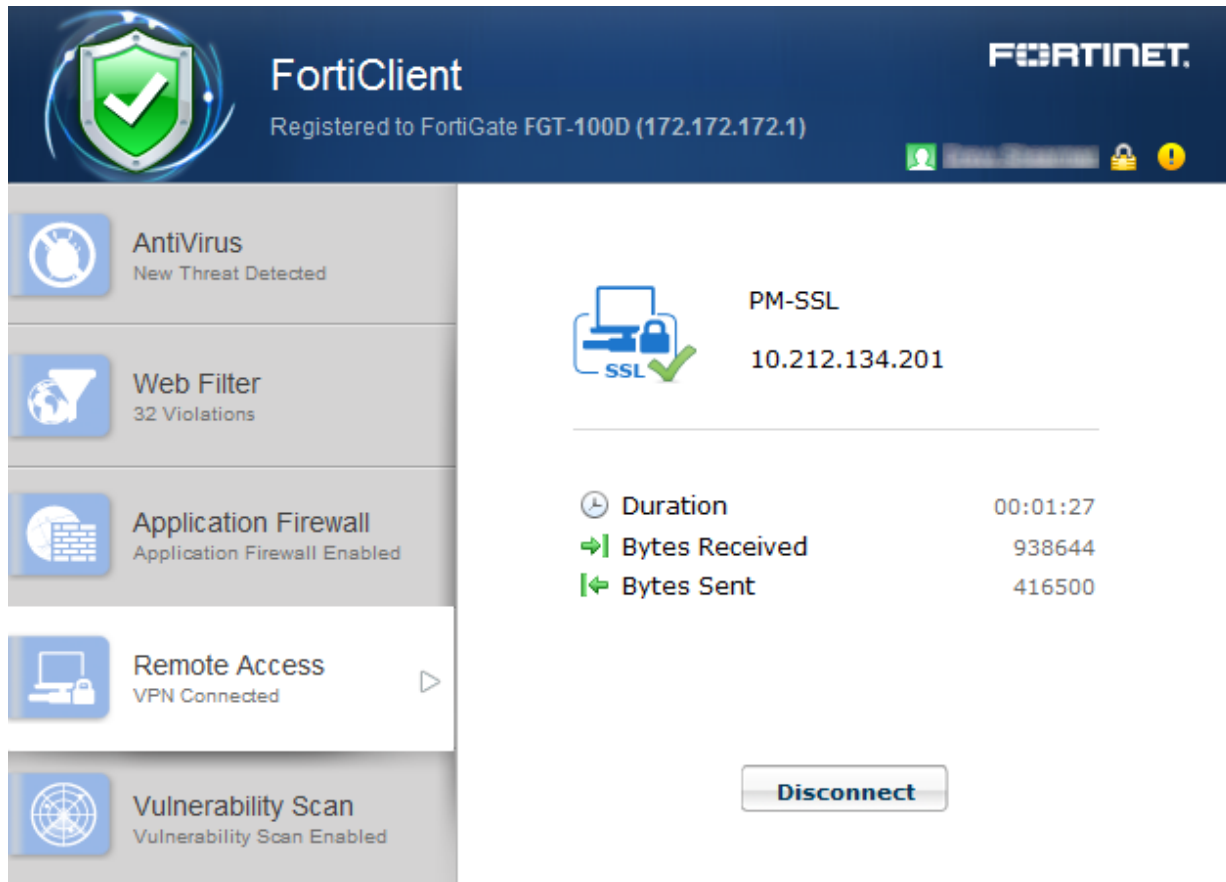 FortiClient
Registered to FortiGate FGT-100D (172.172.172.1)
FORTINET.
AntiVirus
New Threat Detected
Web Filter
32 Violations
Application Firewall
Application Firewall Enabled
Remote Access
VPN Connected
Vulnerability Scan
Vulnerability Scan Enabled
SSL
PM-SSL
10.212.134.201
Duration 00:01:27
Bytes Received 938644
Bytes Sent 416500
Disconnect